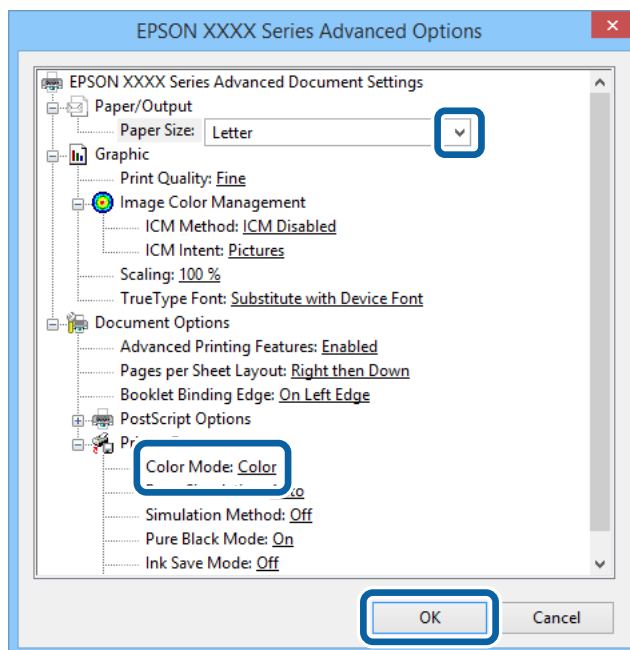 EPSON XXXX Series Advanced Options
EPSON XXXX Series Advanced Document Settings
Paper/Output
Paper Size: Letter
Graphic
Print Quality: Fine
Image Color Management
ICM Method: ICM Disabled
ICM Intent: Pictures
Scaling: 100 %
TrueType Font: Substitute with Device Font
Document Options
Advanced Printing Features: Enabled
Pages per Sheet Layout: Right then Down
Booklet Binding Edge: On Left Edge
PostScript Options
Color Mode: Color
Simulation Method: Off
Pure Black Mode: On
Ink Save Mode: Off
OK Cancel